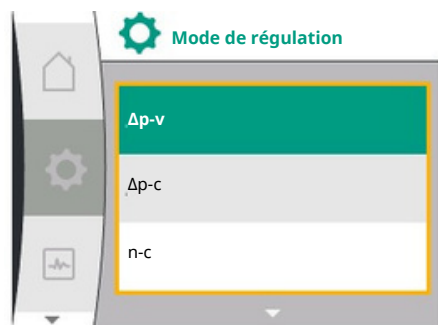 Mode de régulation
Δp-v
Δp-c
n-c